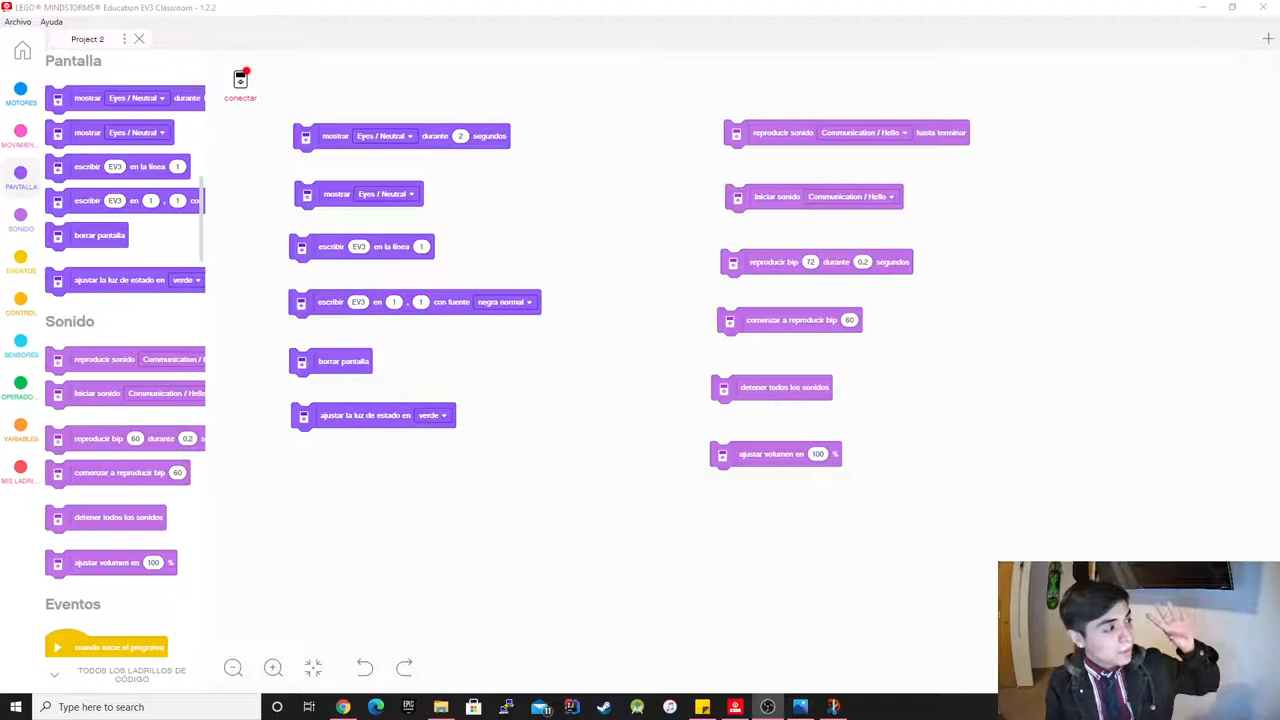 LEGO® MINDSTORMS® Education EV3 Classroom - 1.2.2
Archivo Ayuda
Project 2
conectar
MOTORES
MOVIMIEN...
PANTALLA
SONIDO
EVENTOS
CONTROL
SENSORES
OPERADO...
VARIABLES
MIS LADRI...
Pantalla
mostrar Eyes / Neutral durante
mostrar Eyes / Neutral
escribir EV3 en la línea 1
escribir EV3 en 1 , 1 co
borrar pantalla
ajustar la luz de estado en verde
Sonido
reproducir sonido Communication / H
Iniciar sonido Communication / Hello
reproducir bip 60 durante 0.2 s
comenzar a reproducir bip 60
detener todos los sonidos
ajustar volumen en 100 %
Eventos
cuando inicie el programa
TODOS LOS LADRILLOS DE
CÓDIGO
mostrar Eyes / Neutral durante 2 segundos
mostrar Eyes / Neutral
escribir EV3 en la línea 1
escribir EV3 en 1 , 1 con fuente negra normal
borrar pantalla
ajustar la luz de estado en verde
reproducir sonido Communication / Hello hasta terminar
Iniciar sonido Communication / Hello
reproducir bip 72 durante 0.2 segundos
comenzar a reproducir bip 60
detener todos los sonidos
ajustar volumen en 100 %
Type here to search
EPIC
11